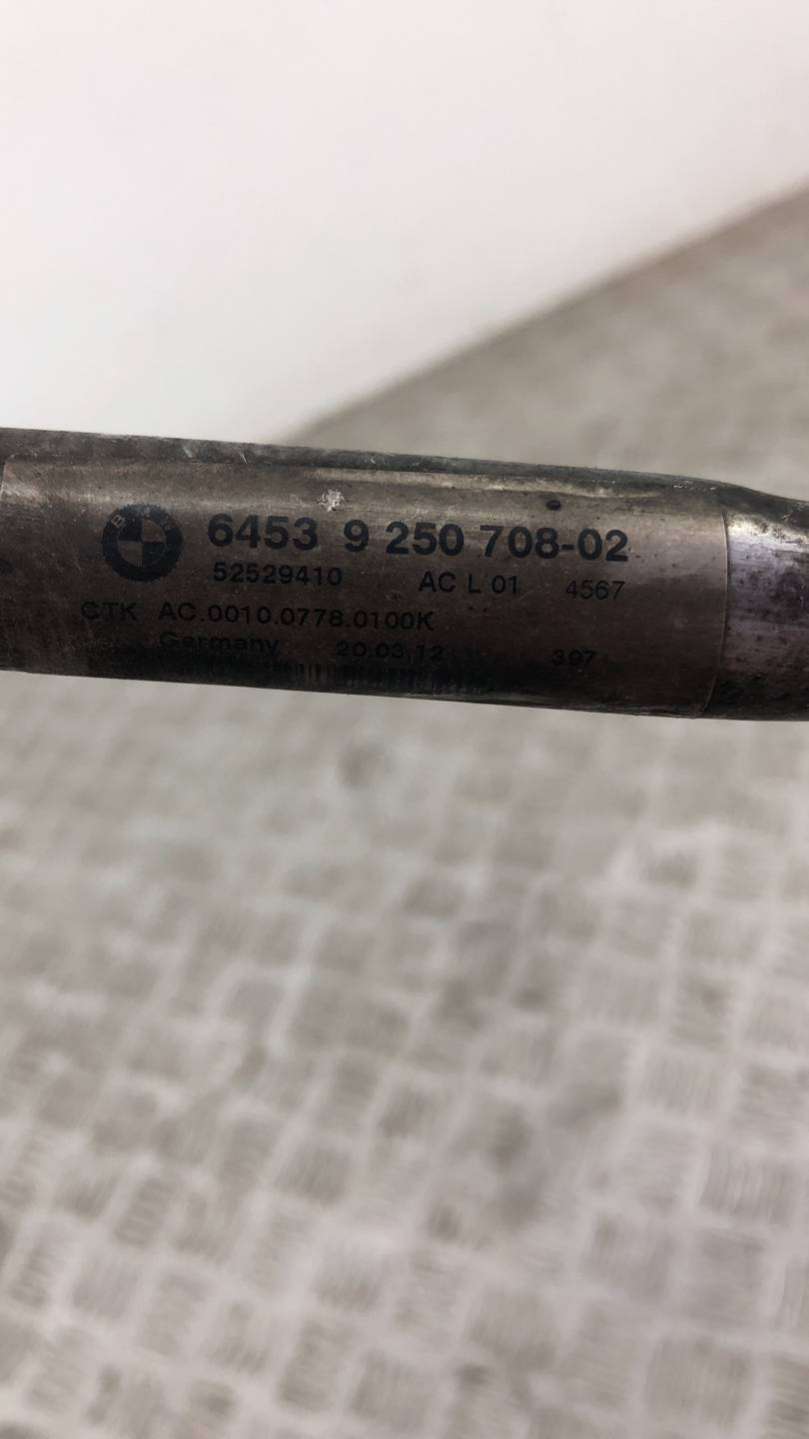 BMW
6453 9 250 708-02
52529410 AC L 01 4567
CTK AC.0010.0778.0100K
Germany 20.03.12 397